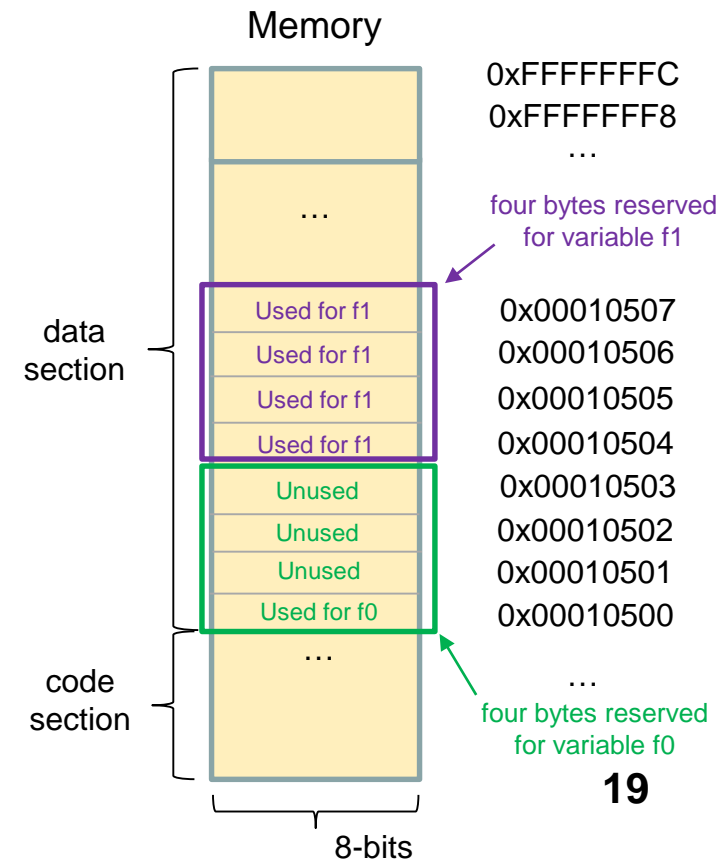 Memory
0xFFFFFFFC
0xFFFFFFF8
…
…
four bytes reserved
for variable f1
data
section
Used for f1
0x00010507
Used for f1
0x00010506
Used for f1
0x00010505
Used for f1
0x00010504
Unused
0x00010503
Unused
0x00010502
Unused
0x00010501
Used for f0
0x00010500
…
code
section
…
four bytes reserved
for variable f0
19
8-bits